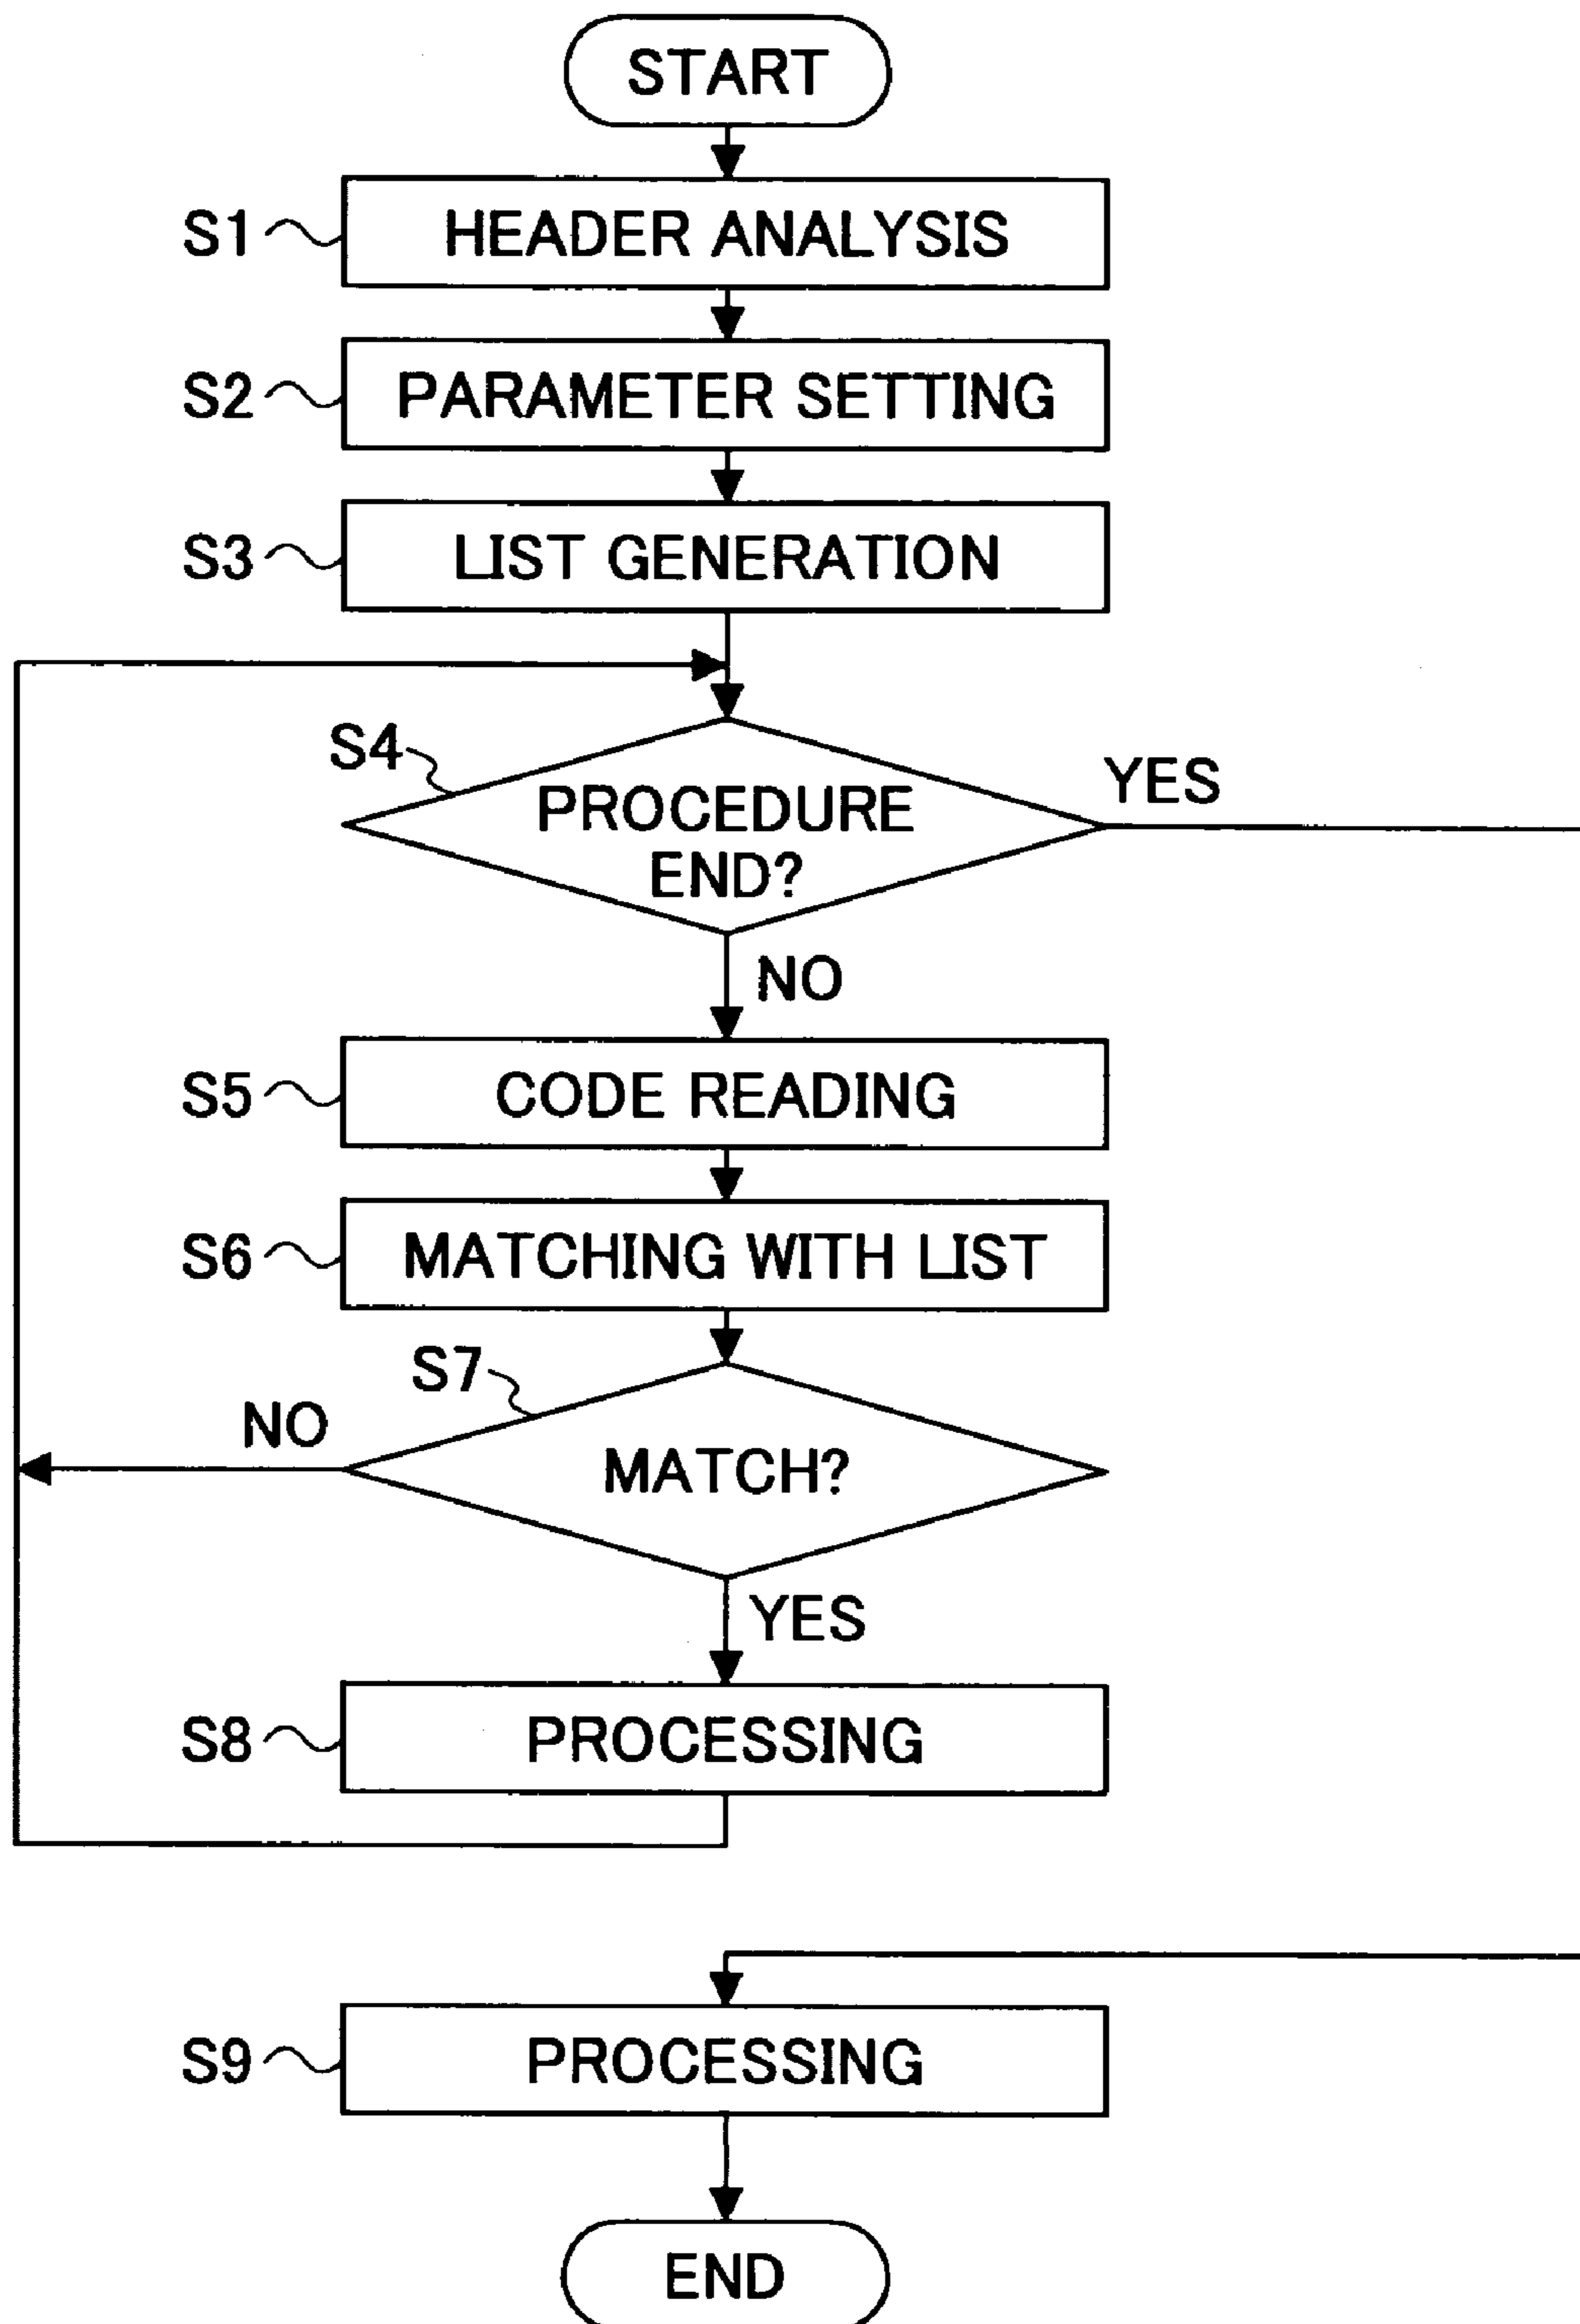 START
S1 HEADER ANALYSIS
S2 PARAMETER SETTING
S3 LIST GENERATION
S4
PROCEDURE
END?
YES
NO
S5 CODE READING
S6 MATCHING WITH LIST
S7
MATCH?
NO
YES
S8 PROCESSING
S9 PROCESSING
END